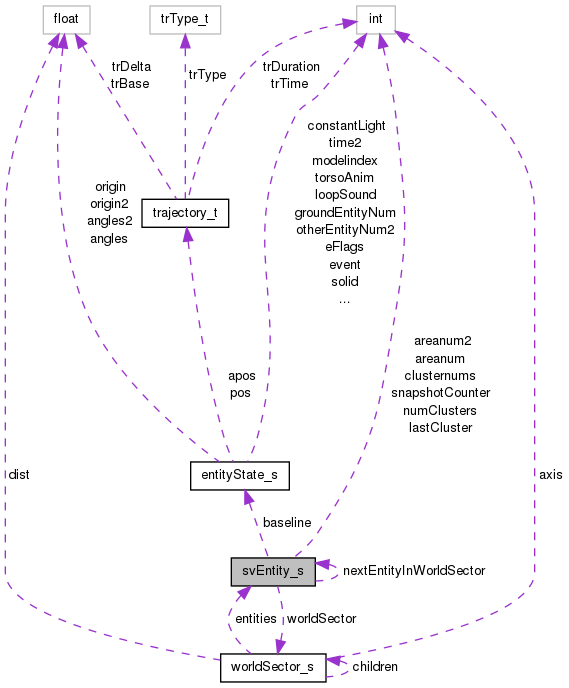 float
trType_t
int
trDelta
trBase
trType
trDuration
trTime
constantLight
time2
modelindex
torsoAnim
loopSound
groundEntityNum
otherEntityNum2
eFlags
event
solid
...
origin
origin2
angles2
angles
trajectory_t
apos
pos
areanum2
areanum
clusternums
snapshotCounter
numClusters
lastCluster
dist
entityState_s
axis
baseline
svEntity_s
nextEntityInWorldSector
entities
worldSector
worldSector_s
children